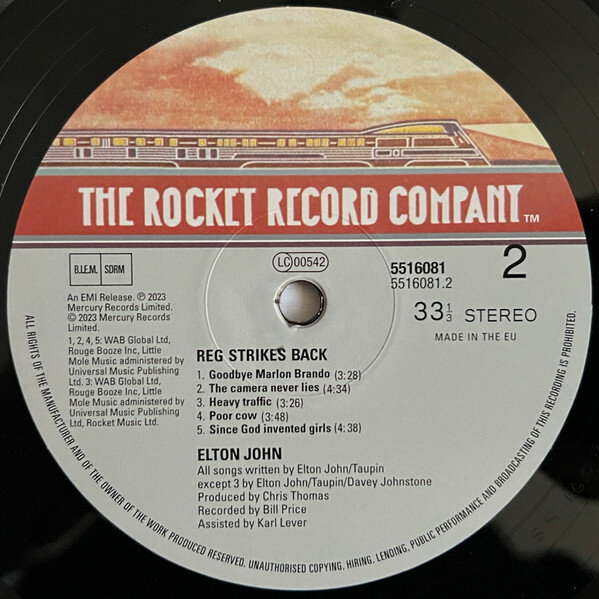 THE ROCKET RECORD COMPANY™
B.I.E.M. SDRM
LC 00542
5516081
5516081.2
2
33 1/3 STEREO
MADE IN THE EU
An EMI Release. ℗ 2023
Mercury Records Limited.
© 2023 Mercury Records
Limited.
1, 2, 4, 5: WAB Global Ltd,
Rouge Booze Inc, Little
Mole Music administered by
Universal Music Publishing
Ltd. 3: WAB Global Ltd,
Rouge Booze Inc, Little
Mole Music administered by
Universal Music Publishing
Ltd, Rocket Music Ltd.
REG STRIKES BACK
1. Goodbye Marlon Brando (3:28)
2. The camera never lies (4:34)
3. Heavy traffic (3:26)
4. Poor cow (3:48)
5. Since God invented girls (4:38)
ELTON JOHN
All songs written by Elton John/Taupin
except 3 by Elton John/Taupin/Davey Johnstone
Produced by Chris Thomas
Recorded by Bill Price
Assisted by Karl Lever
ALL RIGHTS OF THE MANUFACTURER AND OF THE OWNER OF THE WORK PRODUCED RESERVED. UNAUTHORISED COPYING, HIRING, LENDING, PUBLIC PERFORMANCE AND BROADCASTING OF THIS RECORDING IS PROHIBITED.